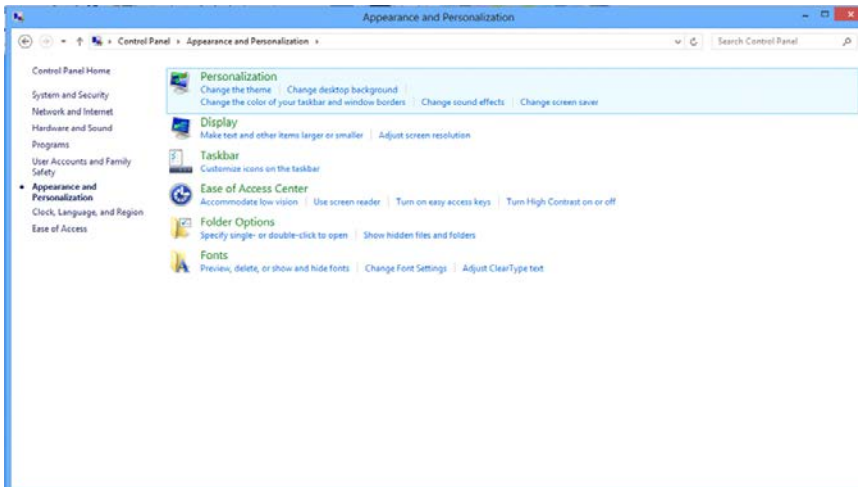 Appearance and Personalization
Control Panel › Appearance and Personalization ›
Search Control Panel
Control Panel Home
System and Security
Network and Internet
Hardware and Sound
Programs
User Accounts and Family
Safety
Appearance and
Personalization
Clock, Language, and Region
Ease of Access
Personalization
Change the theme | Change desktop background |
Change the color of your taskbar and window borders | Change sound effects | Change screen saver
Display
Make text and other items larger or smaller | Adjust screen resolution
Taskbar
Customize icons on the taskbar
Ease of Access Center
Accommodate low vision | Use screen reader | Turn on easy access keys | Turn High Contrast on or off
Folder Options
Specify single- or double-click to open | Show hidden files and folders
Fonts
Preview, delete, or show and hide fonts | Change Font Settings | Adjust ClearType text